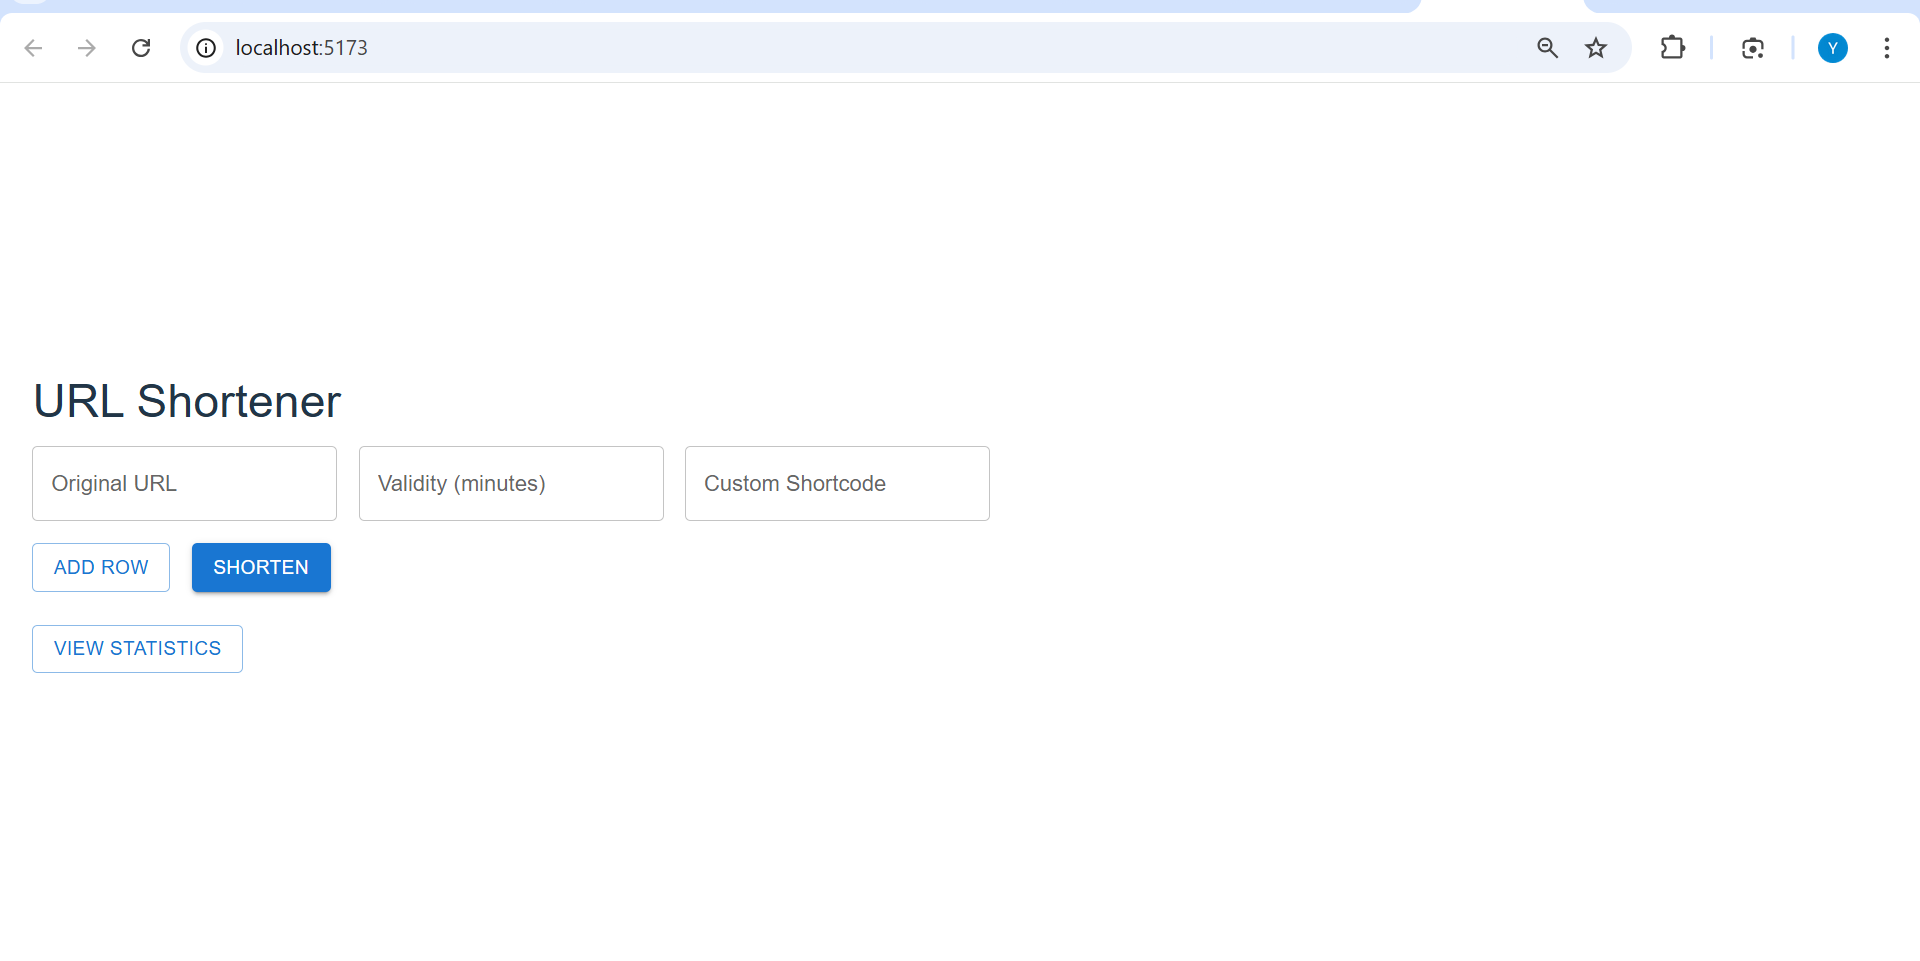 localhost:5173
Y
URL Shortener
Original URL Validity (minutes) Custom Shortcode
ADD ROW SHORTEN
VIEW STATISTICS